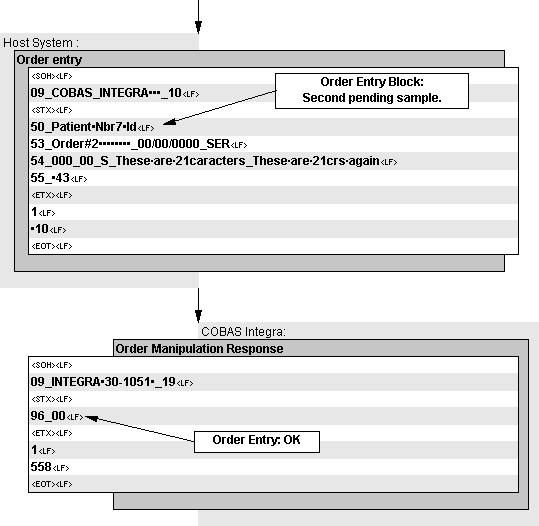 Host System :
Order entry
<SOH><LF>
09_COBAS_INTEGRA▪▪▪_10<LF>
<STX><LF>
50_Patient▪Nbr7▪Id<LF>
53_Order#2▪▪▪▪▪▪▪▪_00/00/0000_SER<LF>
54_000_00_S_These▪are▪21caracters_These▪are▪21crs▪again<LF>
55_▪43<LF>
<ETX><LF>
1<LF>
▪10<LF>
<EOT><LF>
Order Entry Block:
Second pending sample.
COBAS Integra:
Order Manipulation Response
<SOH><LF>
09_INTEGRA▪30-1051▪_19<LF>
<STX><LF>
96_00<LF>
<ETX><LF>
1<LF>
558<LF>
<EOT><LF>
Order Entry: OK